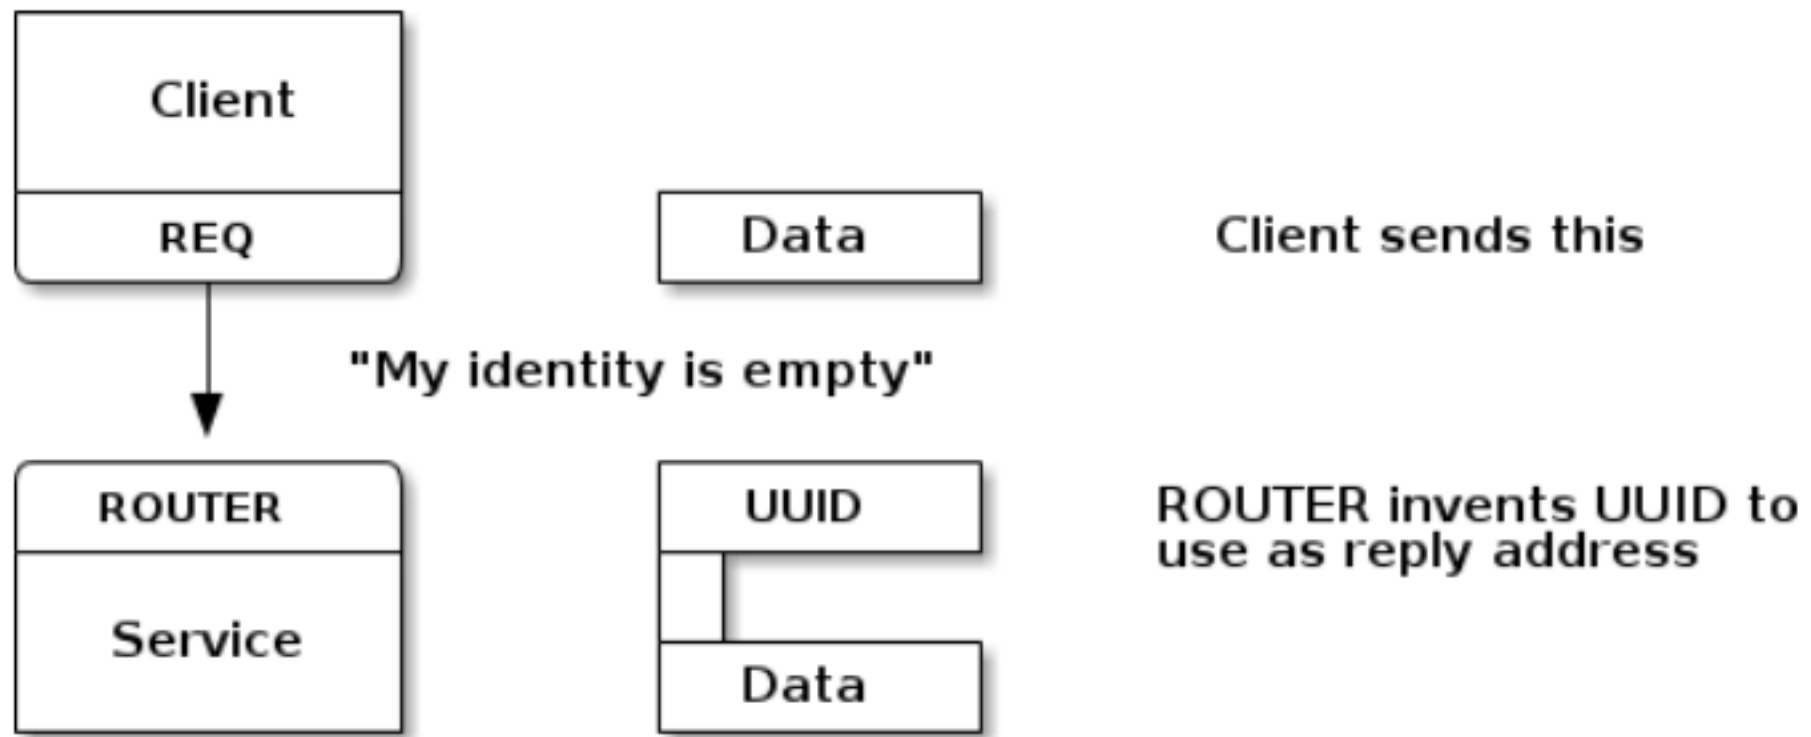 Client
REQ
Data
Client sends this
"My identity is empty"
ROUTER
UUID
ROUTER invents UUID to
use as reply address
Service
Data